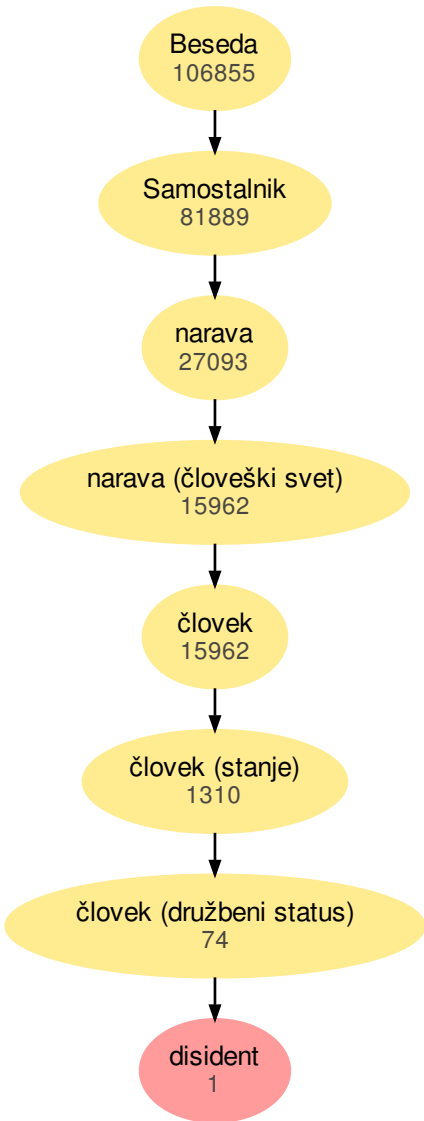 Beseda
106855
Samostalnik
81889
narava
27093
narava (človeški svet)
15962
človek
15962
človek (stanje)
1310
človek (družbeni status)
74
disident
1